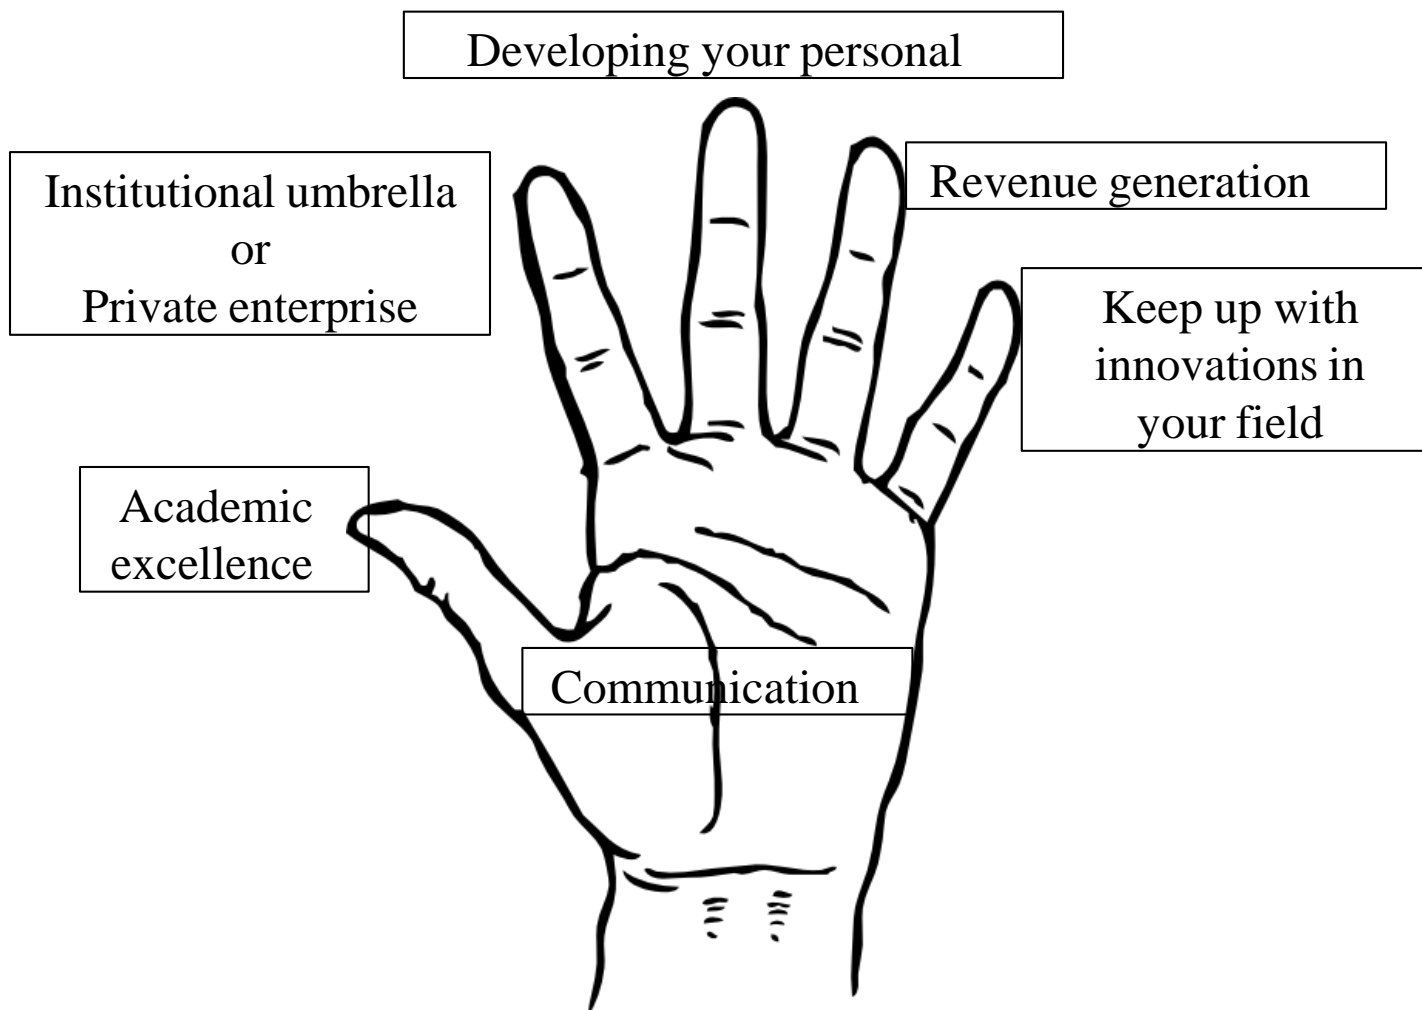 Developing your personal
Institutional umbrella
or
Private enterprise
Revenue generation
Keep up with
innovations in
your field
Academic
excellence
Communication